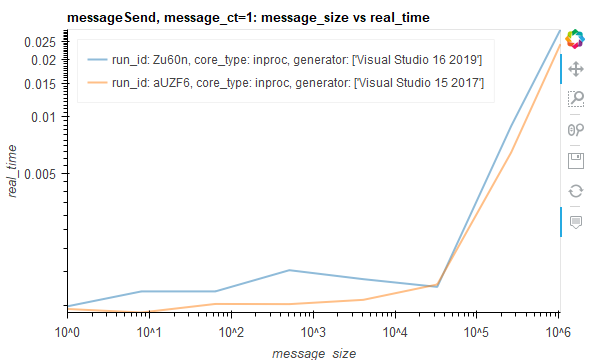 messageSend, message_ct=1: message_size vs real_time
run_id: Zu60n, core_type: inproc, generator: ['Visual Studio 16 2019']
run_id: aUZF6, core_type: inproc, generator: ['Visual Studio 15 2017']
0.025
0.02
0.015
0.01
0.005
real_time
10^0 10^1 10^2 10^3 10^4 10^5 10^6
message_size